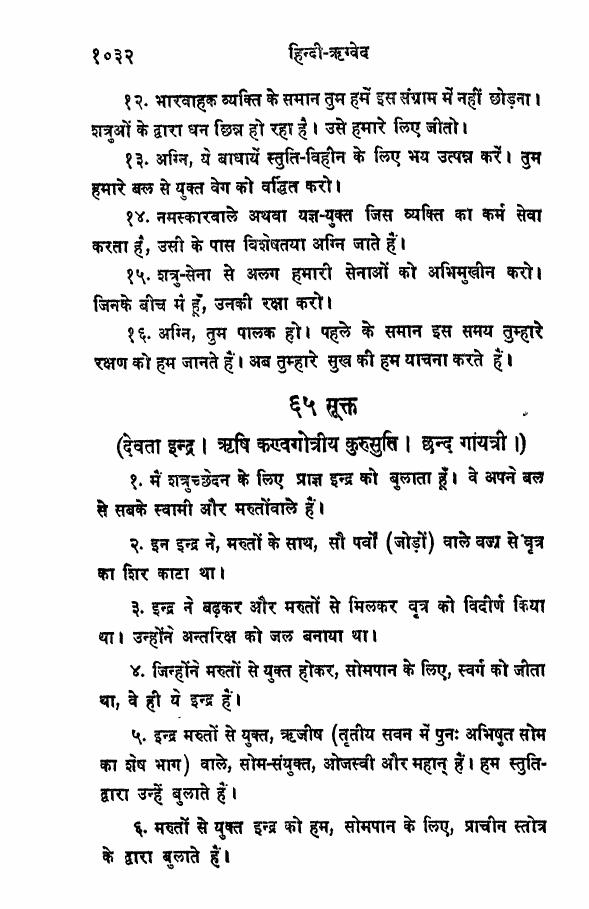 १०३२ हिन्दी-ऋग्वेद
१२. भारवाहक व्यक्ति के समान तुम हमें इस संग्राम में नहीं छोड़ना।
शत्रुओं के द्वारा धन छिन्न हो रहा है। उसे हमारे लिए जीतो।
१३. अग्नि, ये बाधायें स्तुति-विहीन के लिए भय उत्पन्न करें। तुम
हमारे बल से युक्त वेग को वर्द्धित करो।
१४. नमस्कारवाले अथवा यज्ञ-युक्त जिस व्यक्ति का कर्म सेवा
करता है, उसी के पास विशेषतया अग्नि जाते हैं।
१५. शत्रु-सेना से अलग हमारी सेनाओं को अभिमुखीन करो।
जिनके बीच में हूँ, उनकी रक्षा करो।
१६. अग्नि, तुम पालक हो। पहले के समान इस समय तुम्हारे
रक्षण को हम जानते हैं। अब तुम्हारे सुख की हम याचना करते हैं।
६५ सूक्त
(देवता इन्द्र। ऋषि कण्वगोत्रीय कुरुसुत्ति। छन्द गायत्री।)
१. मैं शत्रुच्छेदन के लिए प्राज्ञ इन्द्र को बुलाता हूँ। वे अपने बल
से सबके स्वामी और मरुतोंवाले हैं।
२. इन इन्द्र ने, मरुतों के साथ, सौ पर्वों (जोड़ों) वाले वज्र से वृत्र
का शिर काटा था।
३. इन्द्र ने बढ़कर और मरुतों से मिलकर वृत्र को विदीर्ण किया
था। उन्होंने अन्तरिक्ष को जल बनाया था।
४. जिन्होंने मरुतों से युक्त होकर, सोमपान के लिए, स्वर्ग को जीता
था, वे ही ये इन्द्र हैं।
५. इन्द्र मरुतों से युक्त, ऋजीष (तृतीय सवन में पुनः अभिषुत सोम
का शेष भाग) वाले, सोम-संयुक्त, ओजस्वी और महान् हैं। हम स्तुति-
द्वारा उन्हें बुलाते हैं।
६. मरुतों से युक्त इन्द्र को हम, सोमपान के लिए, प्राचीन स्तोत्र
के द्वारा बुलाते हैं।